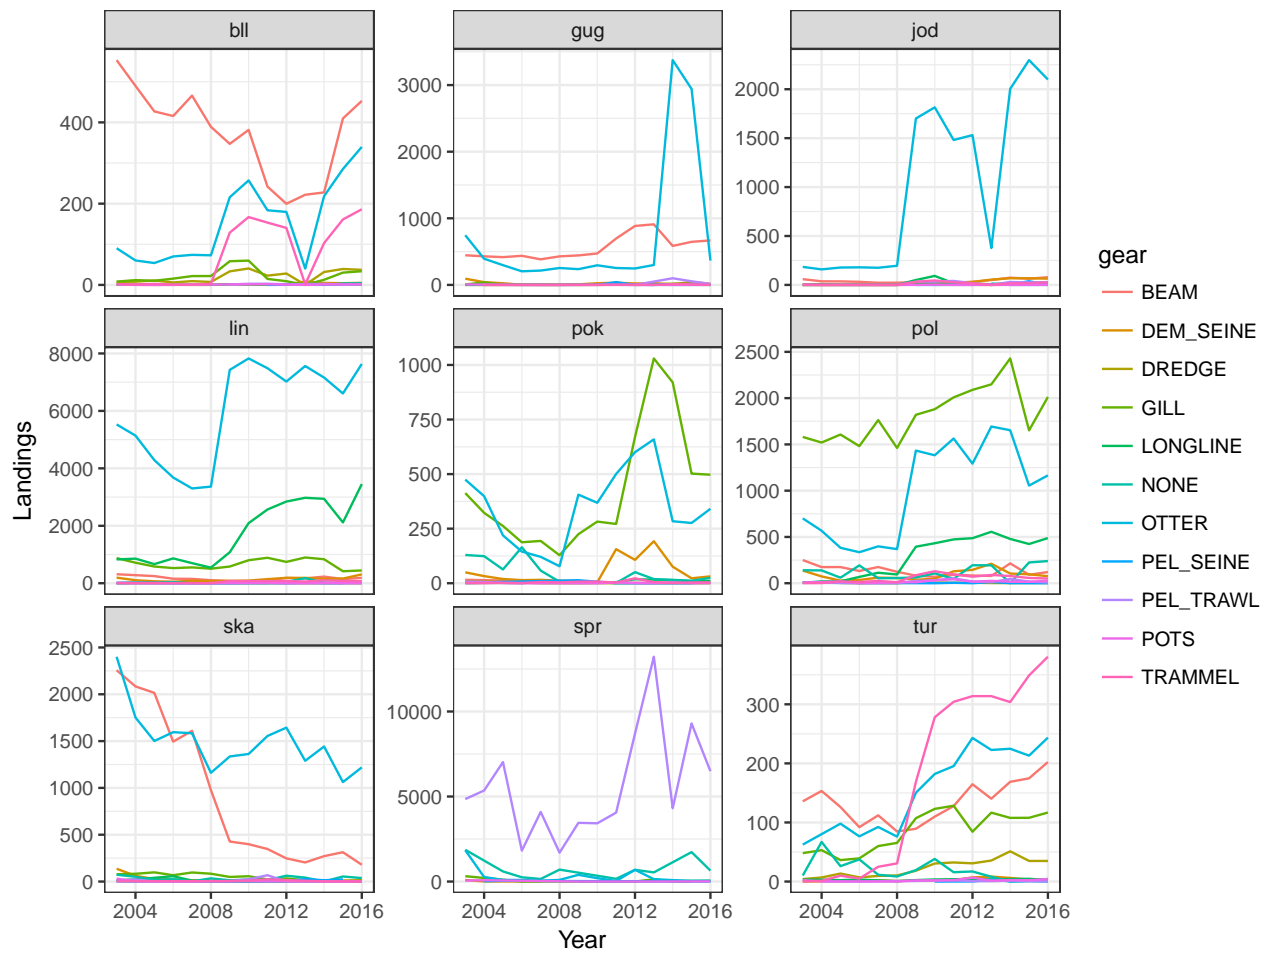 bll
gug
jod
400
200
0
3000
2000
1000
0
2000
1500
1000
500
0
lin
pok
pol
8000
6000
4000
2000
0
1000
750
500
250
0
2500
2000
1500
1000
500
0
ska
spr
tur
2500
2000
1500
1000
500
0
10000
5000
0
300
200
100
0
2004 2008 2012 2016
2004 2008 2012 2016
2004 2008 2012 2016
Year
Landings
gear
BEAM
DEM_SEINE
DREDGE
GILL
LONGLINE
NONE
OTTER
PEL_SEINE
PEL_TRAWL
POTS
TRAMMEL